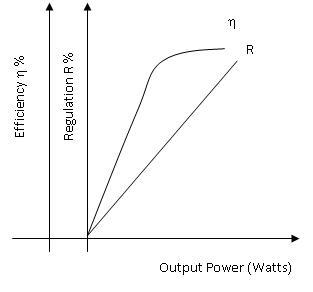 η
R
Efficiency η %
Regulation R %
Output Power (Watts)